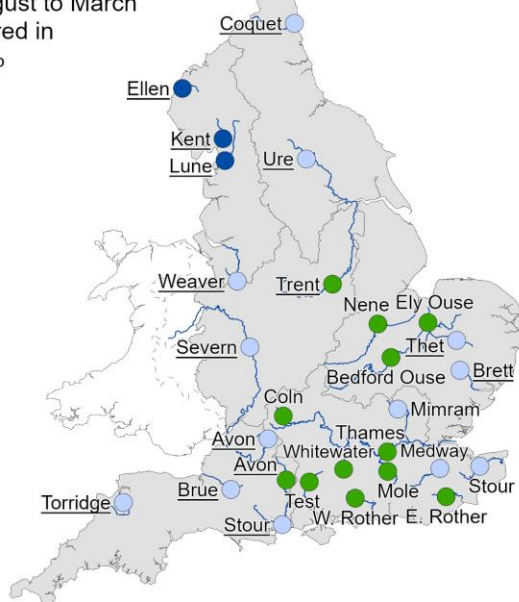 gust to March
red in
Coquet
Ellen
Kent
Lune
Ure
Weaver
Trent
Nene
Ely Ouse
Severn
Thet
Bedford Ouse
Brett
Coln
Mimram
Avon
Thames
Avon
Whitewater
Medway
Torridge
Brue
Test
Mole
Stour
Stour
W. Rother
E. Rother